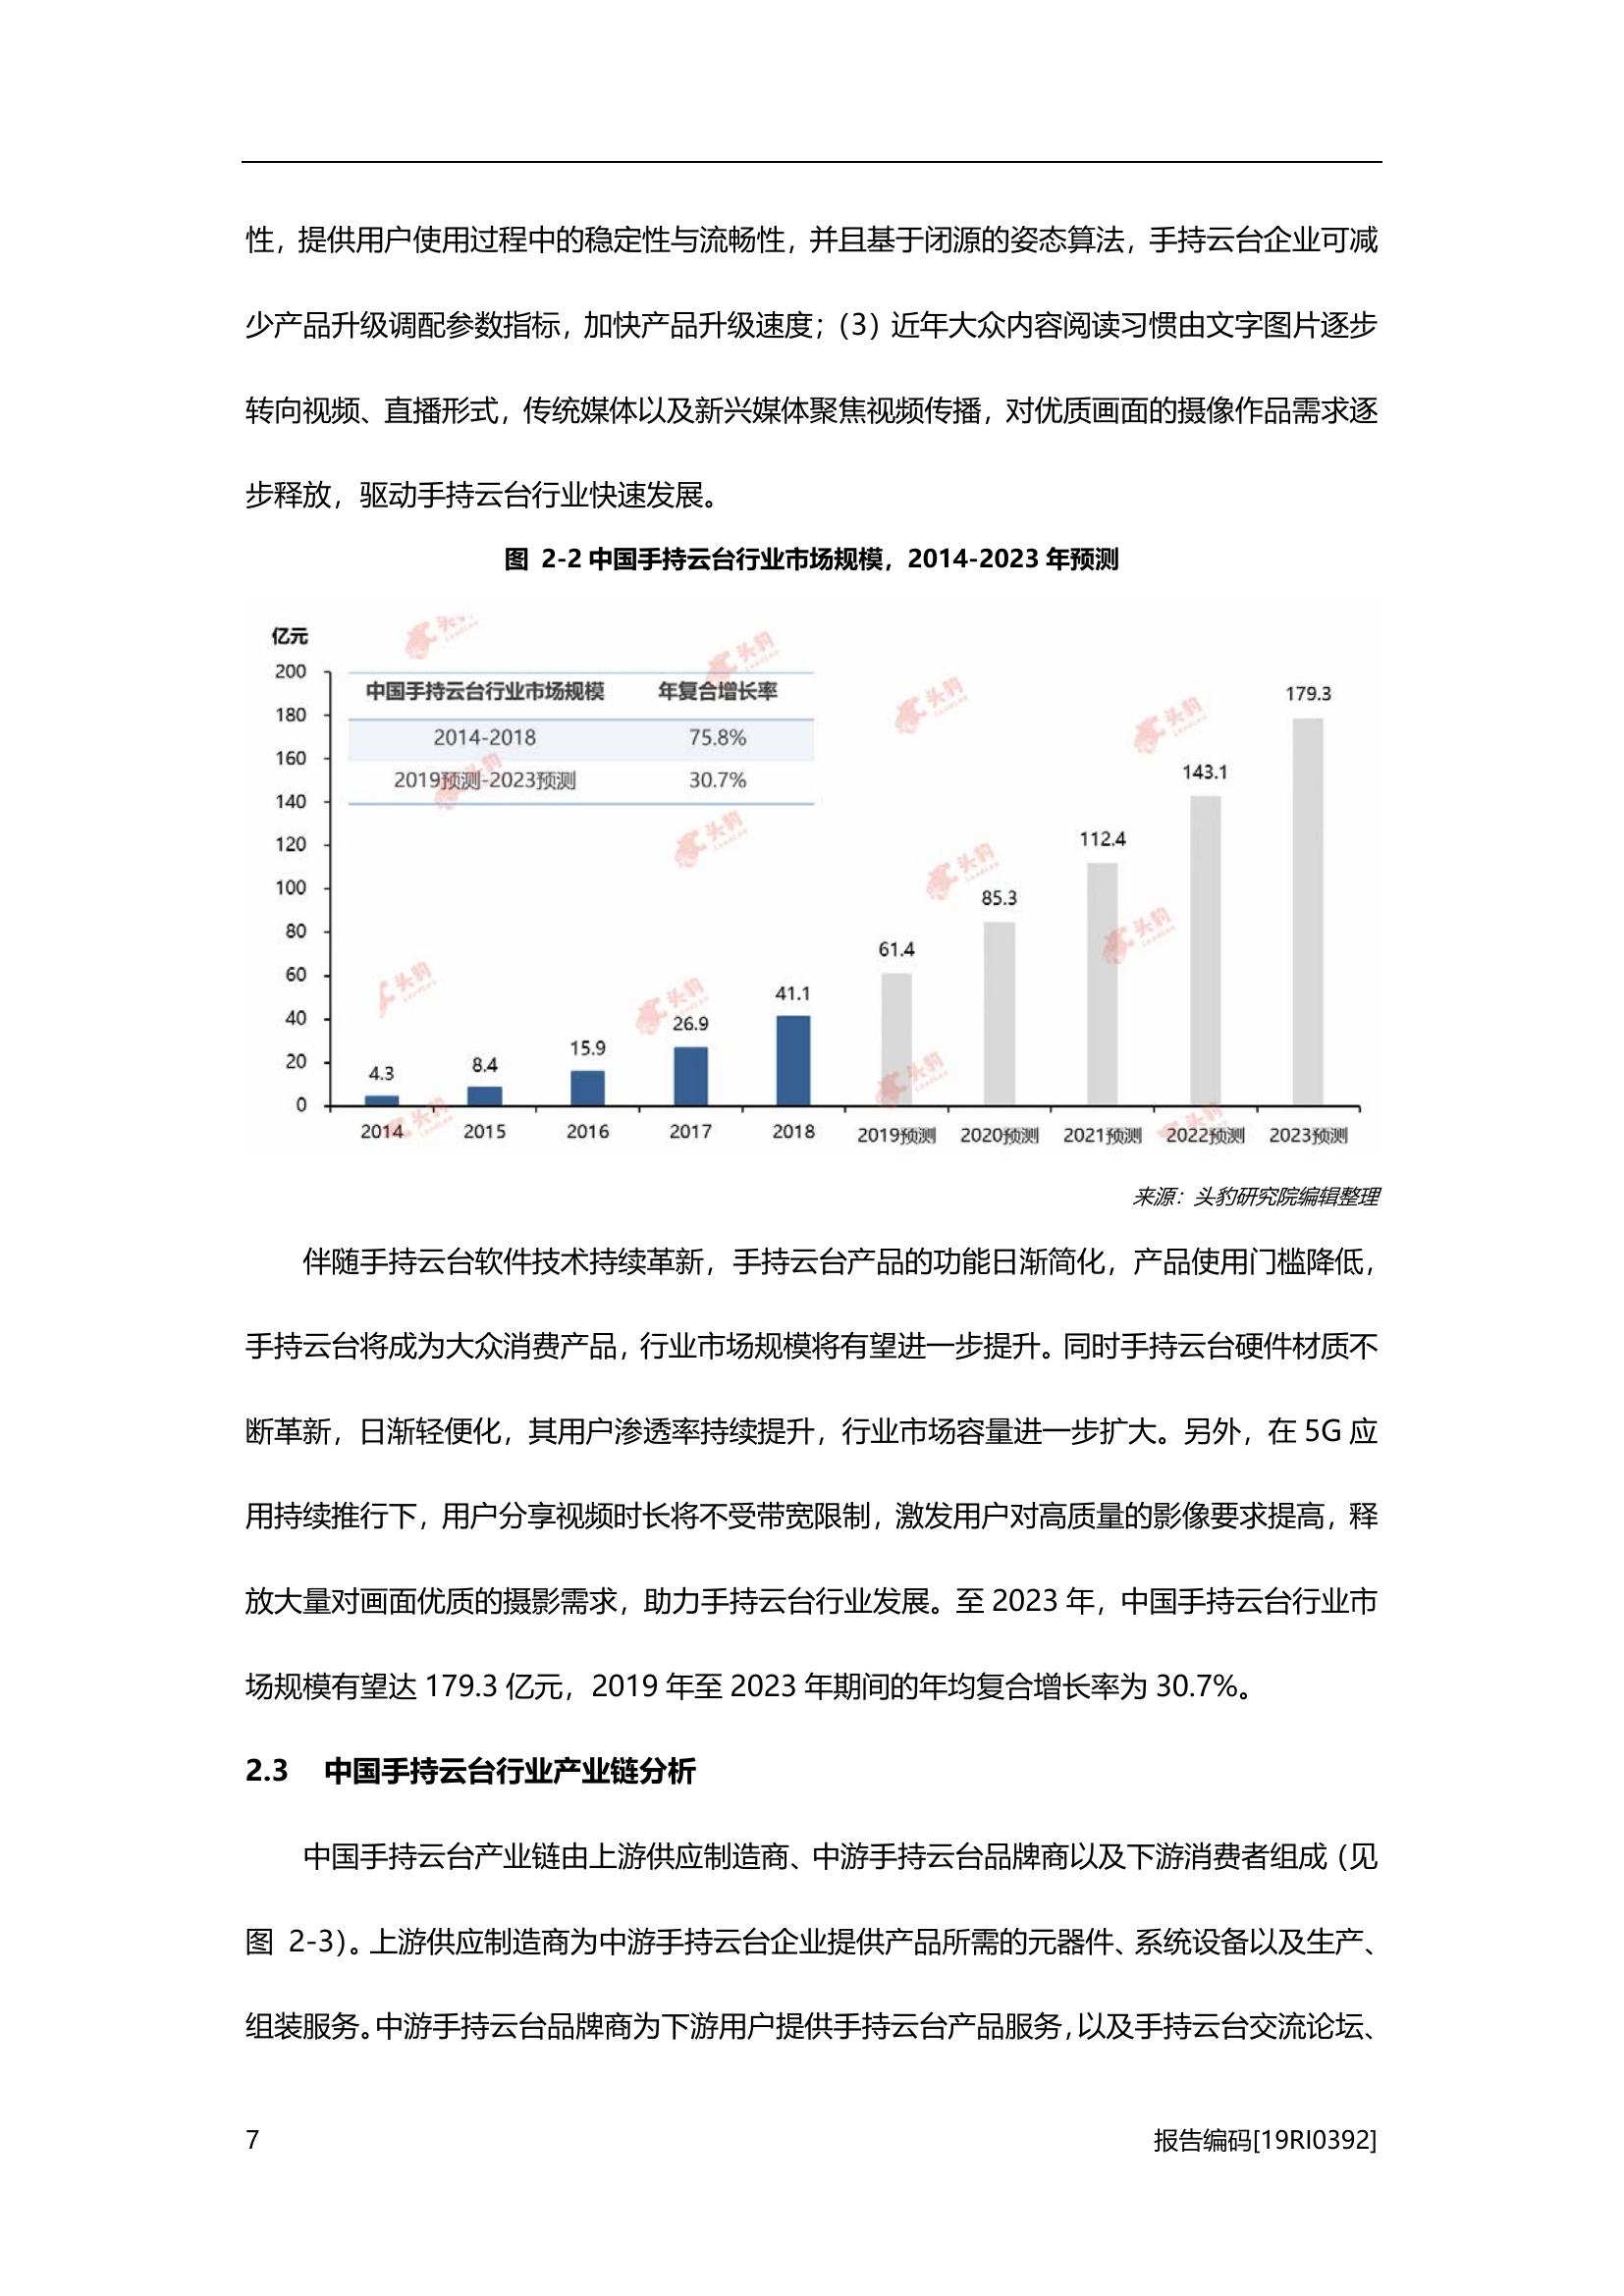 性，提供用户使用过程中的稳定性与流畅性，并且基于闭源的姿态算法，手持云台企业可减
少产品升级调配参数指标，加快产品升级速度；（3）近年大众内容阅读习惯由文字图片逐步
转向视频、直播形式，传统媒体以及新兴媒体聚焦视频传播，对优质画面的摄像作品需求逐
步释放，驱动手持云台行业快速发展。
图 2-2 中国手持云台行业市场规模，2014-2023 年预测
亿元
200
180
160
140
120
100
80
60
40
20
0
中国手持云台行业市场规模 年复合增长率
2014-2018 75.8%
2019预测-2023预测 30.7%
4.3
8.4
15.9
26.9
41.1
61.4
85.3
112.4
143.1
179.3
2014 2015 2016 2017 2018 2019预测 2020预测 2021预测 2022预测 2023预测
头豹
头豹
头豹
头豹
头豹
头豹
头豹
头豹
头豹
头豹
头豹
头豹
头豹
来源：头豹研究院编辑整理
伴随手持云台软件技术持续革新，手持云台产品的功能日渐简化，产品使用门槛降低，
手持云台将成为大众消费产品，行业市场规模将有望进一步提升。同时手持云台硬件材质不
断革新，日渐轻便化，其用户渗透率持续提升，行业市场容量进一步扩大。另外，在 5G 应
用持续推行下，用户分享视频时长将不受带宽限制，激发用户对高质量的影像要求提高，释
放大量对画面优质的摄影需求，助力手持云台行业发展。至 2023 年，中国手持云台行业市
场规模有望达 179.3 亿元，2019 年至 2023 年期间的年均复合增长率为 30.7%。
2.3 中国手持云台行业产业链分析
中国手持云台产业链由上游供应制造商、中游手持云台品牌商以及下游消费者组成（见
图 2-3）。上游供应制造商为中游手持云台企业提供产品所需的元器件、系统设备以及生产、
组装服务。中游手持云台品牌商为下游用户提供手持云台产品服务，以及手持云台交流论坛、
7 报告编码[19RI0392]